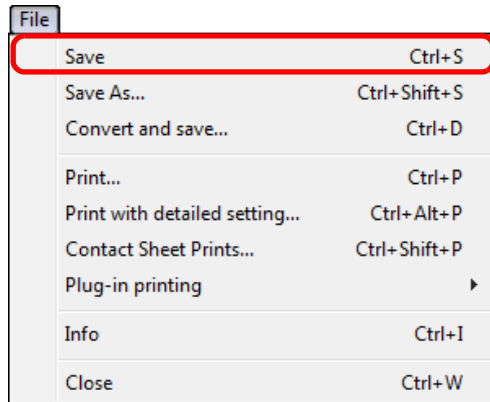 File
Save Ctrl+S
Save As... Ctrl+Shift+S
Convert and save... Ctrl+D
Print... Ctrl+P
Print with detailed setting... Ctrl+Alt+P
Contact Sheet Prints... Ctrl+Shift+P
Plug-in printing
Info Ctrl+I
Close Ctrl+W